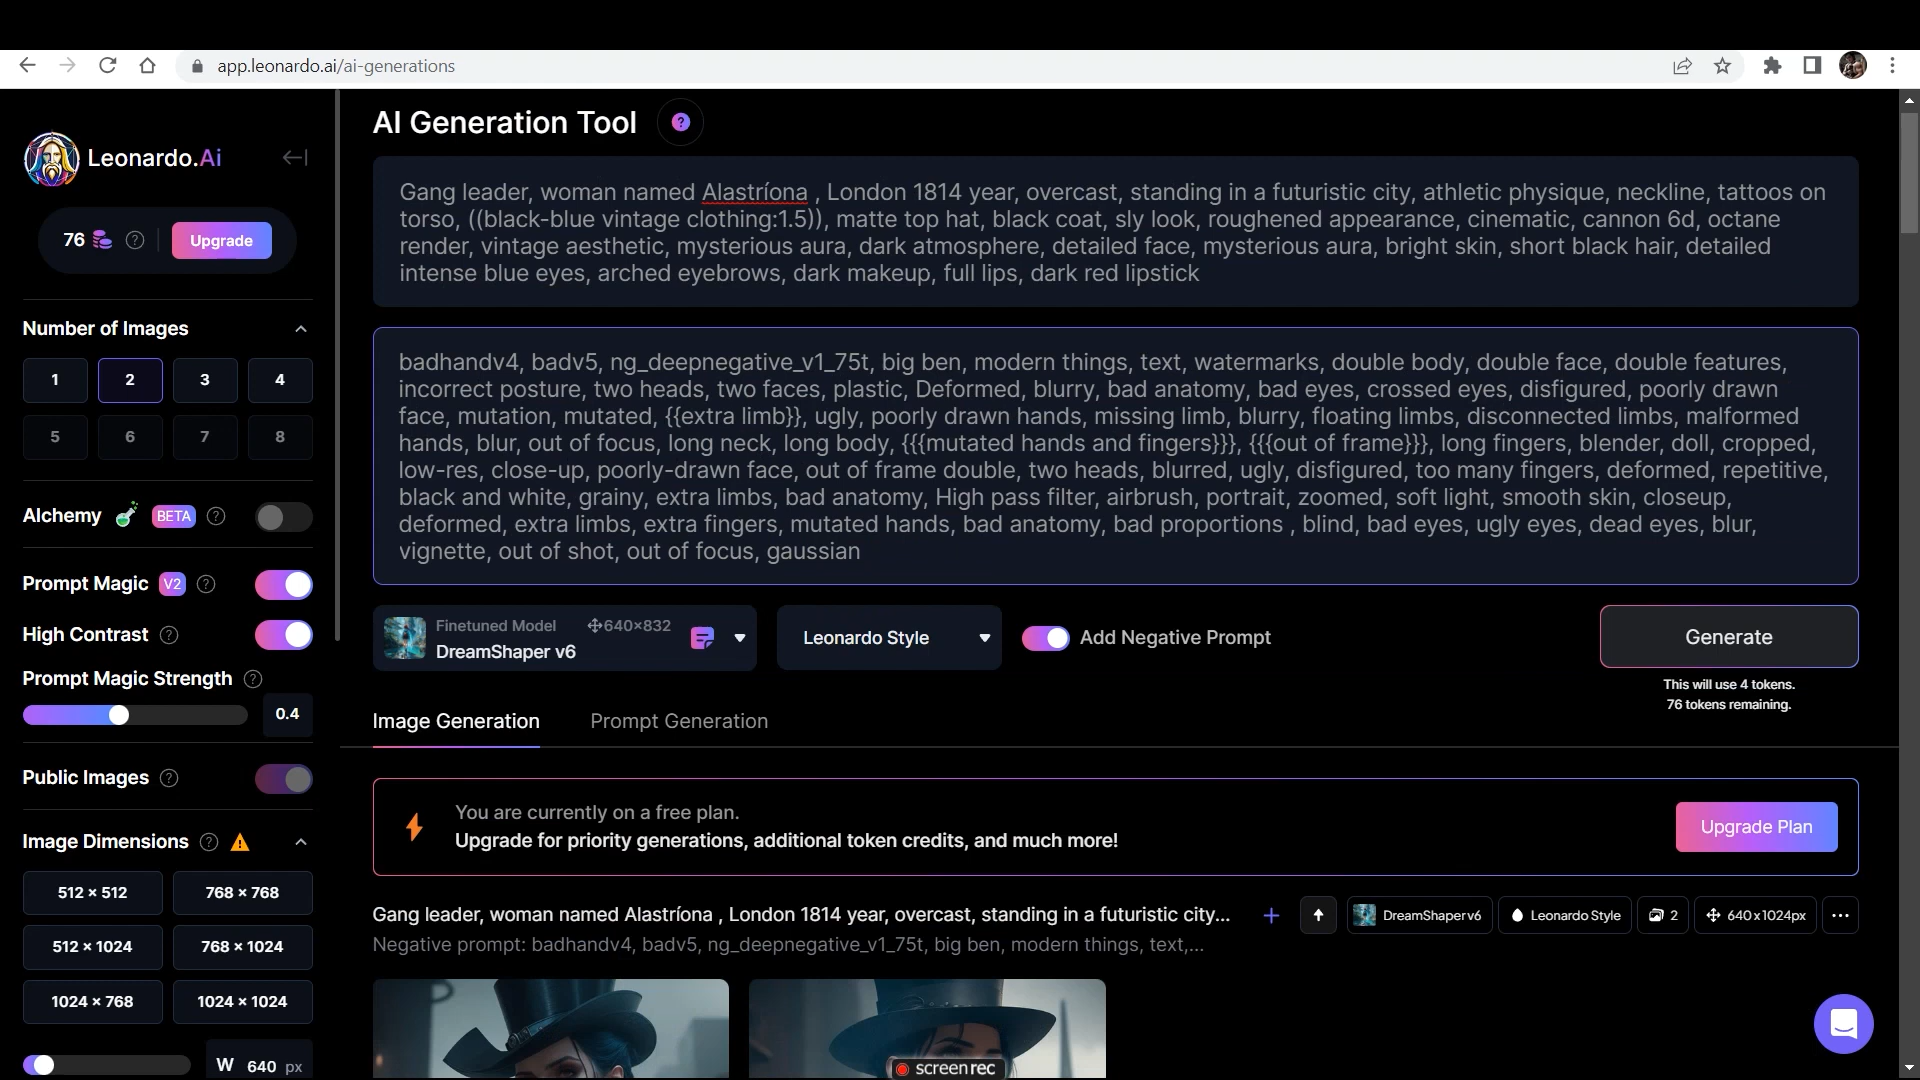 app.leonardo.ai/ai-generations
Leonardo.Ai
76
Upgrade
Number of Images
1 2 3 4
5 6 7 8
Alchemy BETA
Prompt Magic V2
High Contrast
Prompt Magic Strength
0.4
Public Images
Image Dimensions
512 × 512 768 × 768
512 × 1024 768 × 1024
1024 × 768 1024 × 1024
W 640 px
AI Generation Tool
Gang leader, woman named Alastríona , London 1814 year, overcast, standing in a futuristic city, athletic physique, neckline, tattoos on
torso, ((black-blue vintage clothing:1.5)), matte top hat, black coat, sly look, roughened appearance, cinematic, cannon 6d, octane
render, vintage aesthetic, mysterious aura, dark atmosphere, detailed face, mysterious aura, bright skin, short black hair, detailed
intense blue eyes, arched eyebrows, dark makeup, full lips, dark red lipstick
badhandv4, badv5, ng_deepnegative_v1_75t, big ben, modern things, text, watermarks, double body, double face, double features,
incorrect posture, two heads, two faces, plastic, Deformed, blurry, bad anatomy, bad eyes, crossed eyes, disfigured, poorly drawn
face, mutation, mutated, {{extra limb}}, ugly, poorly drawn hands, missing limb, blurry, floating limbs, disconnected limbs, malformed
hands, blur, out of focus, long neck, long body, {{{mutated hands and fingers}}}, {{{out of frame}}}, long fingers, blender, doll, cropped,
low-res, close-up, poorly-drawn face, out of frame double, two heads, blurred, ugly, disfigured, too many fingers, deformed, repetitive,
black and white, grainy, extra limbs, bad anatomy, High pass filter, airbrush, portrait, zoomed, soft light, smooth skin, closeup,
deformed, extra limbs, extra fingers, mutated hands, bad anatomy, bad proportions , blind, bad eyes, ugly eyes, dead eyes, blur,
vignette, out of shot, out of focus, gaussian
Finetuned Model 640×832
DreamShaper v6
Leonardo Style
Add Negative Prompt
Generate
This will use 4 tokens.
76 tokens remaining.
Image Generation Prompt Generation
You are currently on a free plan.
Upgrade for priority generations, additional token credits, and much more!
Upgrade Plan
Gang leader, woman named Alastríona , London 1814 year, overcast, standing in a futuristic city...
DreamShaper v6 Leonardo Style 2 640 x 1024px
Negative prompt: badhandv4, badv5, ng_deepnegative_v1_75t, big ben, modern things, text,...
screenrec